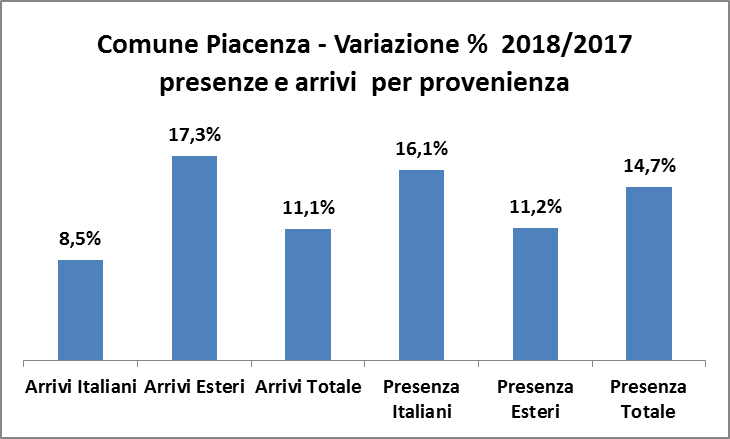 Comune Piacenza - Variazione %  2018/2017
presenze e arrivi  per provenienza
8,5%
17,3%
11,1%
16,1%
11,2%
14,7%
Arrivi Italiani
Arrivi Esteri
Arrivi Totale
Presenza
Italiani
Presenza
Esteri
Presenza
Totale